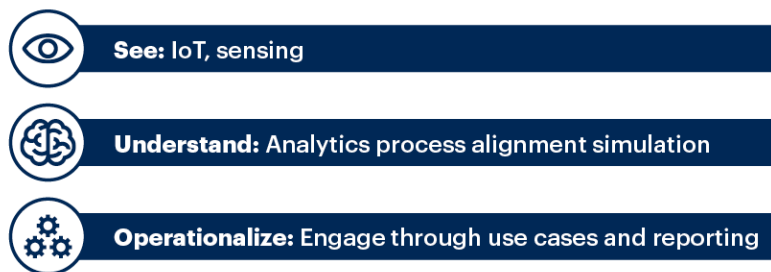 See: IoT, sensing
Understand: Analytics process alignment simulation
Operationalize: Engage through use cases and reporting